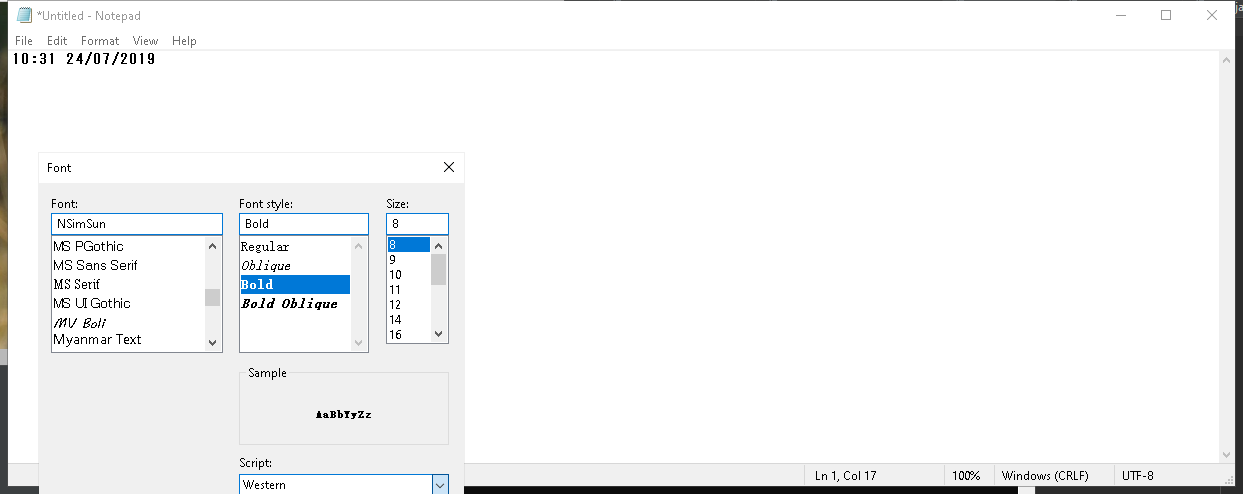 *Untitled - Notepad
File Edit Format View Help
10:31 24/07/2019
Font
Font: Font style: Size:
NSimSun Bold 8
MS PGothic Regular 8
MS Sans Serif Oblique 9
MS Serif Bold 10
MS UI Gothic Bold Oblique 11
MV Boli 12
Myanmar Text 14
16
Sample
AaBbYyZz
Script:
Western
Ln 1, Col 17 100% Windows (CRLF) UTF-8